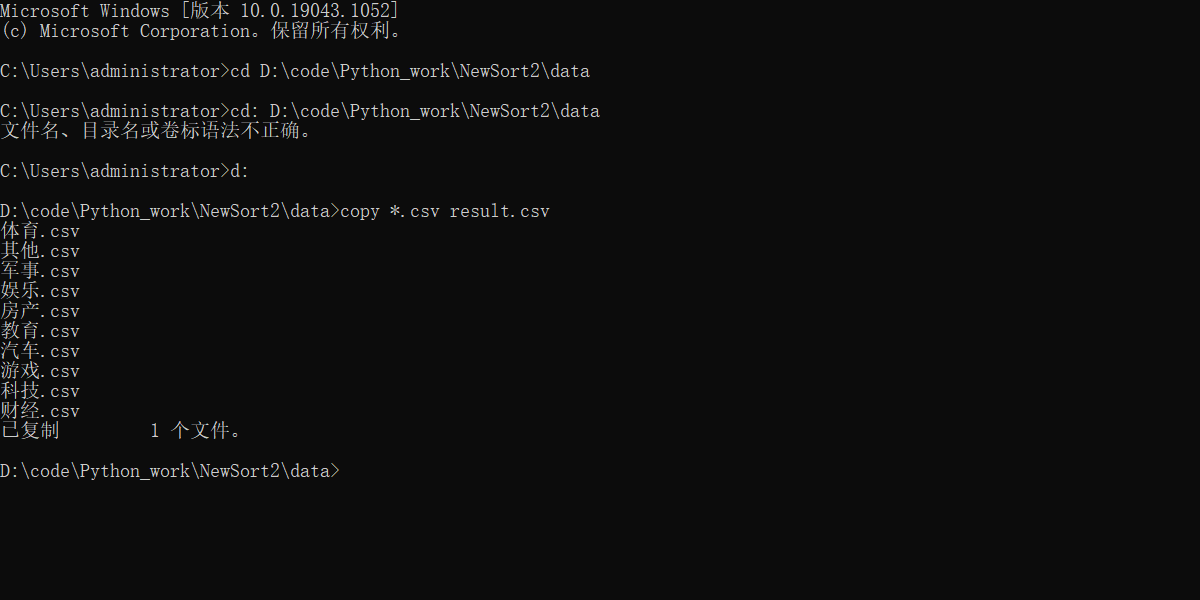 Microsoft Windows [版本 10.0.19043.1052]
(c) Microsoft Corporation。保留所有权利。
C:\Users\administrator>cd D:\code\Python_work\NewSort2\data
C:\Users\administrator>cd: D:\code\Python_work\NewSort2\data
文件名、目录名或卷标语法不正确。
C:\Users\administrator>d:
D:\code\Python_work\NewSort2\data>copy *.csv result.csv
体育.csv
其他.csv
军事.csv
娱乐.csv
房产.csv
教育.csv
汽车.csv
游戏.csv
科技.csv
财经.csv
已复制         1 个文件。
D:\code\Python_work\NewSort2\data>